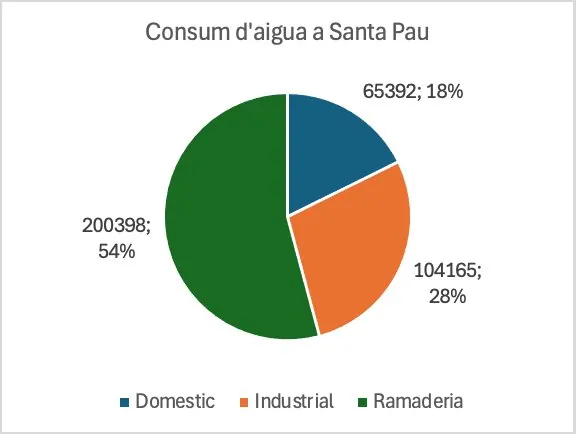 Consum d'aigua a Santa Pau
65392; 18%
200398;
54%
104165;
28%
Domestic Industrial Ramaderia